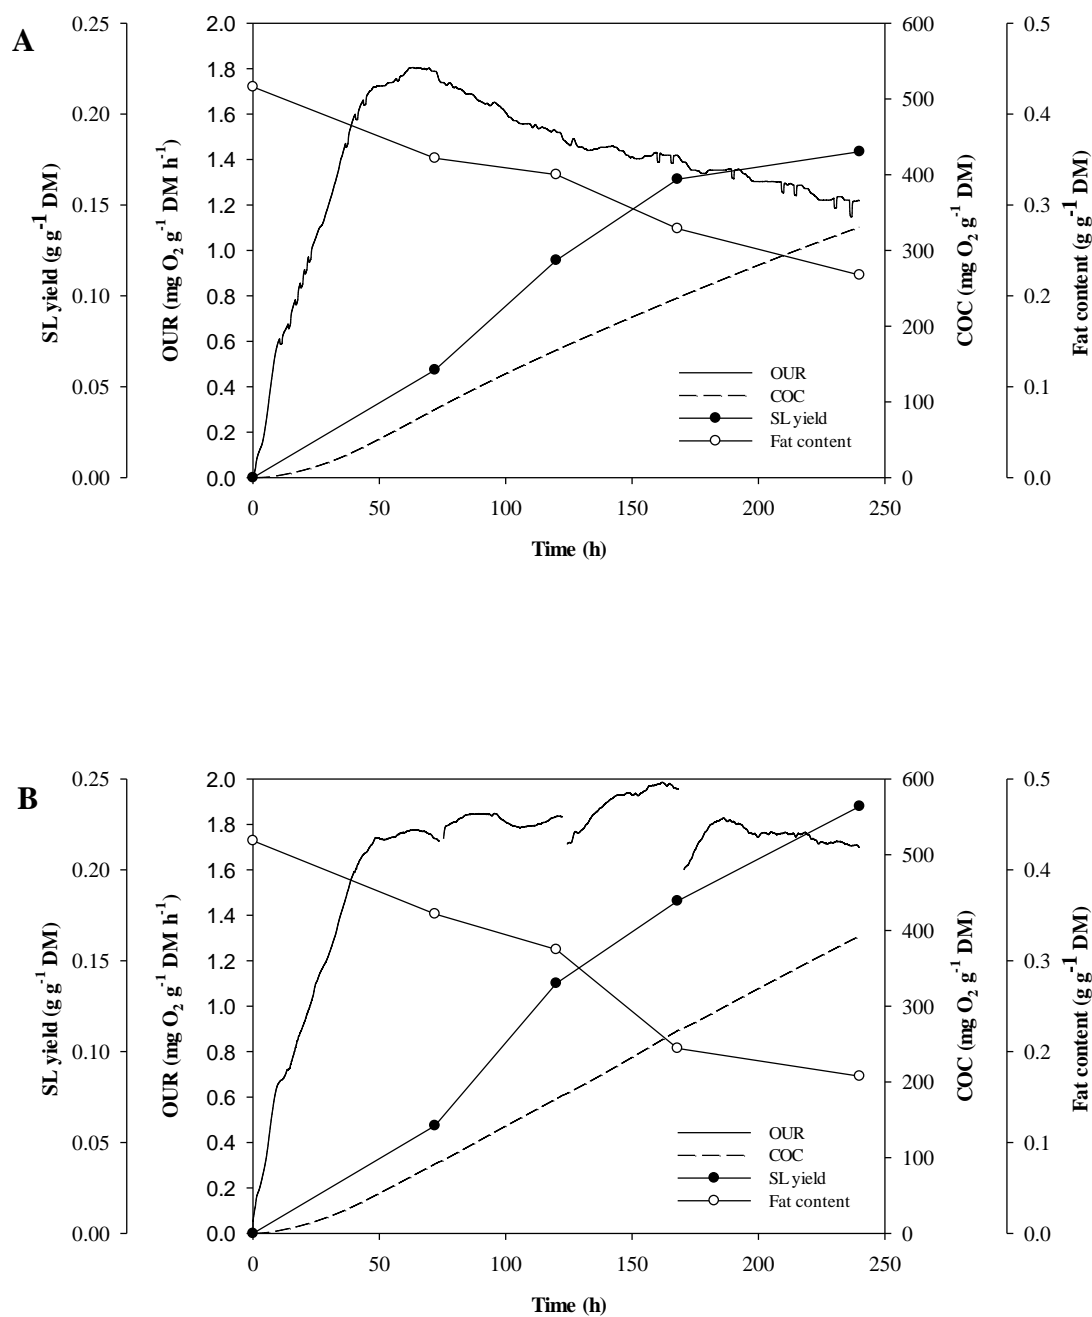 A
0.25
0.20
0.15
0.10
0.05
0.00
SL yield (g g-1 DM)
2.0
1.8
1.6
1.4
1.2
1.0
0.8
0.6
0.4
0.2
0.0
OUR (mg O2 g-1 DM h-1)
600
500
400
300
200
100
0
COC (mg O2 g-1 DM)
0.5
0.4
0.3
0.2
0.1
0.0
Fat content (g g-1 DM)
OUR
COC
SL yield
Fat content
0 50 100 150 200 250
Time (h)
B
0.25
0.20
0.15
0.10
0.05
0.00
SL yield (g g-1 DM)
2.0
1.8
1.6
1.4
1.2
1.0
0.8
0.6
0.4
0.2
0.0
OUR (mg O2 g-1 DM h-1)
600
500
400
300
200
100
0
COC (mg O2 g-1 DM)
0.5
0.4
0.3
0.2
0.1
0.0
Fat content (g g-1 DM)
OUR
COC
SL yield
Fat content
0 50 100 150 200 250
Time (h)